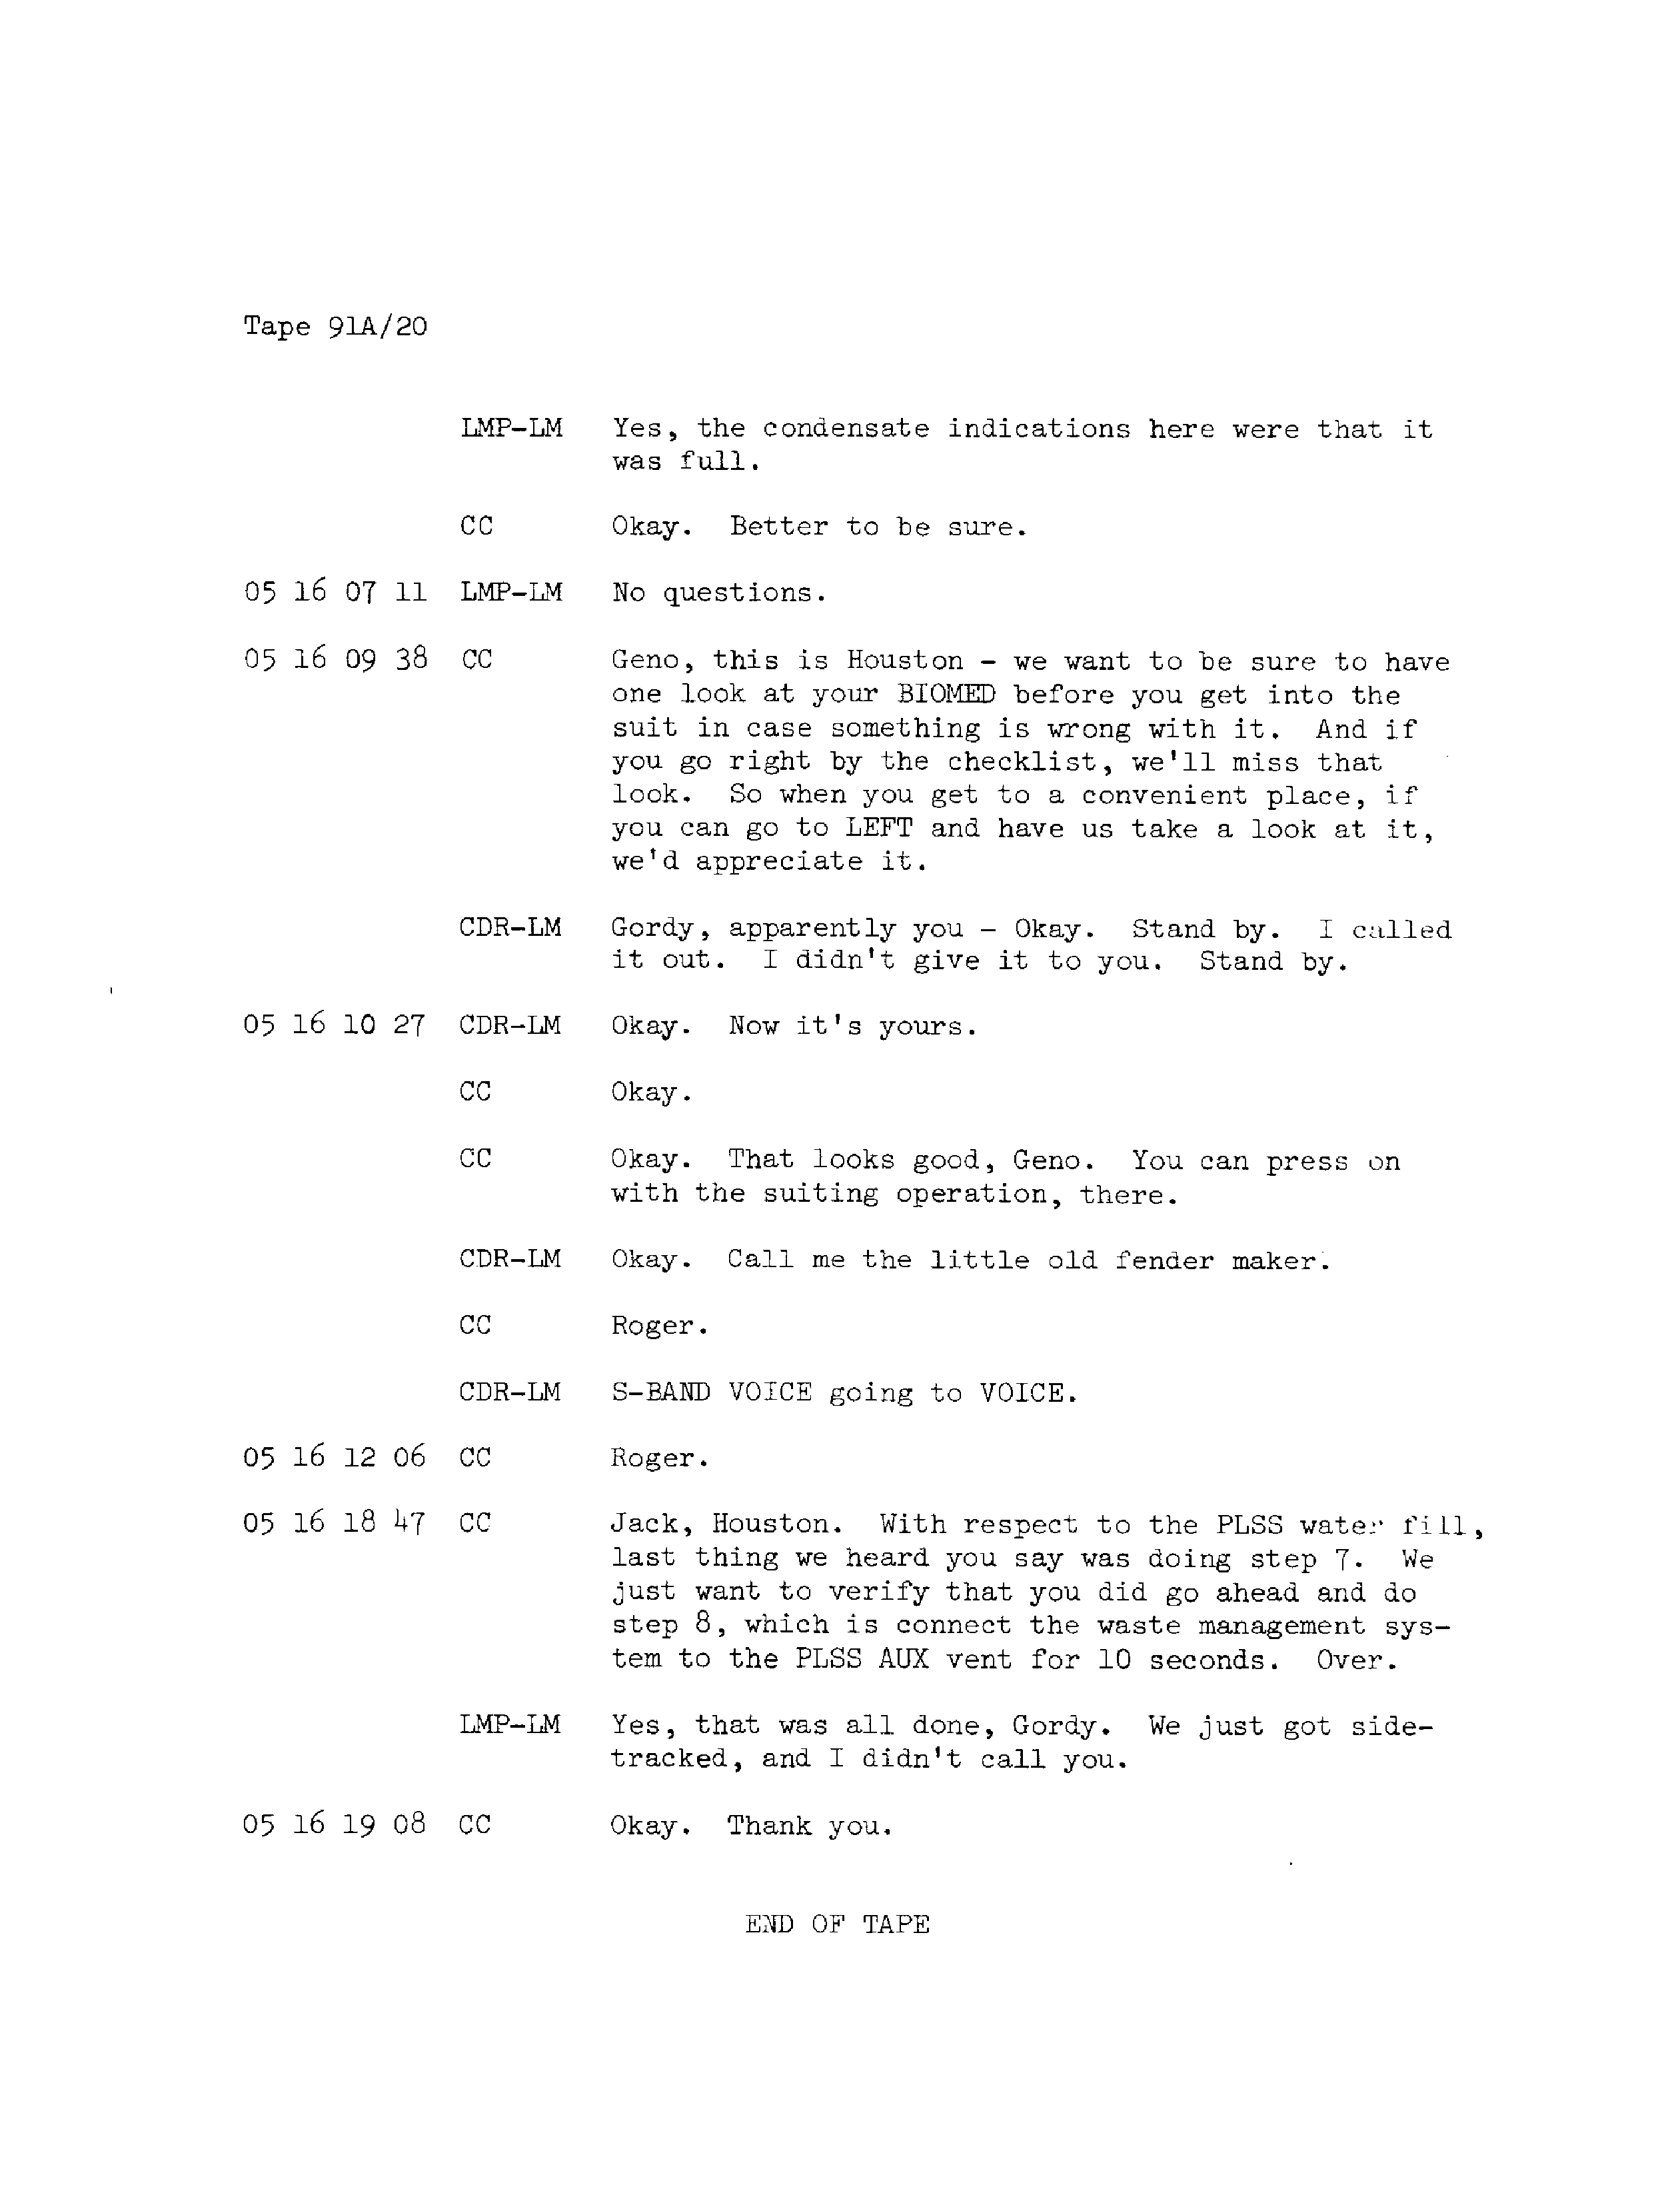 Tape 91A/20
LMP-LM Yes, the condensate indications here were that it
was full.
CC Okay. Better to be sure.
05 16 07 11 LMP-LM No questions.
05 16 09 38 CC Geno, this is Houston - we want to be sure to have
one look at your BIOMED before you get into the
suit in case something is wrong with it. And if
you go right by the checklist, we'll miss that
look. So when you get to a convenient place, if
you can go to LEFT and have us take a look at it,
we'd appreciate it.
CDR-LM Gordy, apparently you - Okay. Stand by. I called
it out. I didn't give it to you. Stand by.
05 16 10 27 CDR-LM Okay. Now it's yours.
CC Okay.
CC Okay. That looks good, Geno. You can press on
with the suiting operation, there.
CDR-LM Okay. Call me the little old fender maker.
CC Roger.
CDR-LM S-BAND VOICE going to VOICE.
05 16 12 06 CC Roger.
05 16 18 47 CC Jack, Houston. With respect to the PLSS water fill,
last thing we heard you say was doing step 7. We
just want to verify that you did go ahead and do
step 8, which is connect the waste management sys-
tem to the PLSS AUX vent for 10 seconds. Over.
LMP-LM Yes, that was all done, Gordy. We just got side-
tracked, and I didn't call you.
05 16 19 08 CC Okay. Thank you.
END OF TAPE